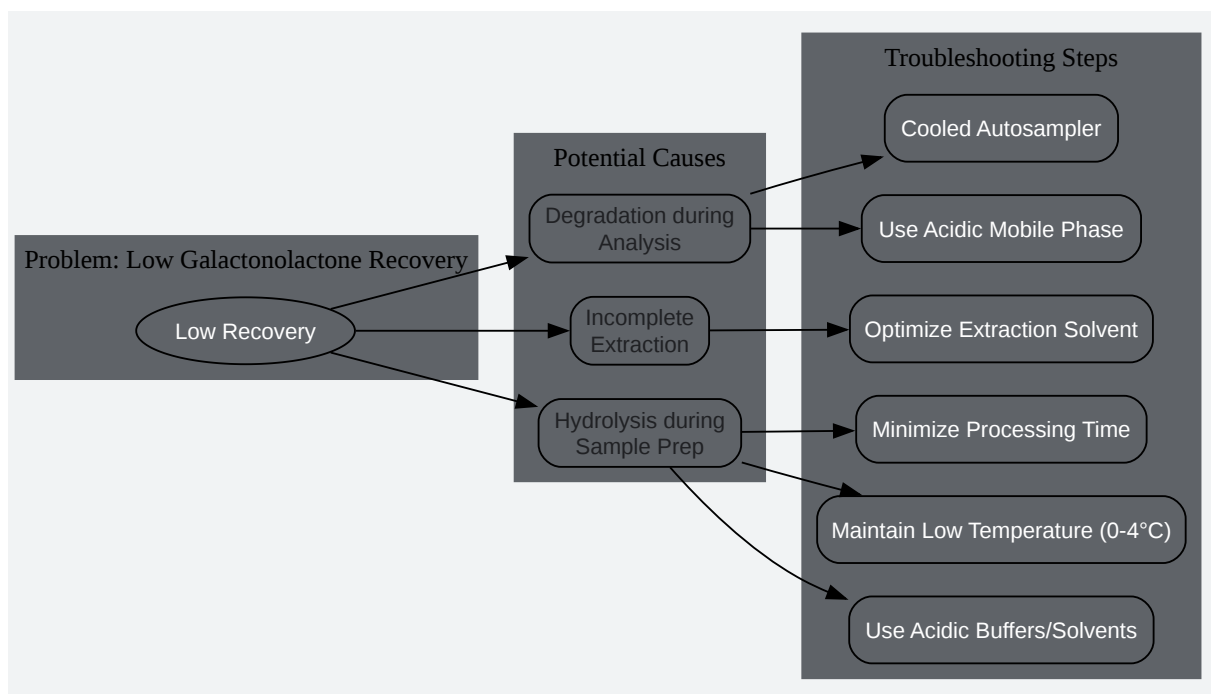 Problem: Low Galactonolactone Recovery
Low Recovery
Potential Causes
Degradation during
Analysis
Incomplete
Extraction
Hydrolysis during
Sample Prep
Troubleshooting Steps
Cooled Autosampler
Use Acidic Mobile Phase
Optimize Extraction Solvent
Minimize Processing Time
Maintain Low Temperature (0-4°C)
Use Acidic Buffers/Solvents